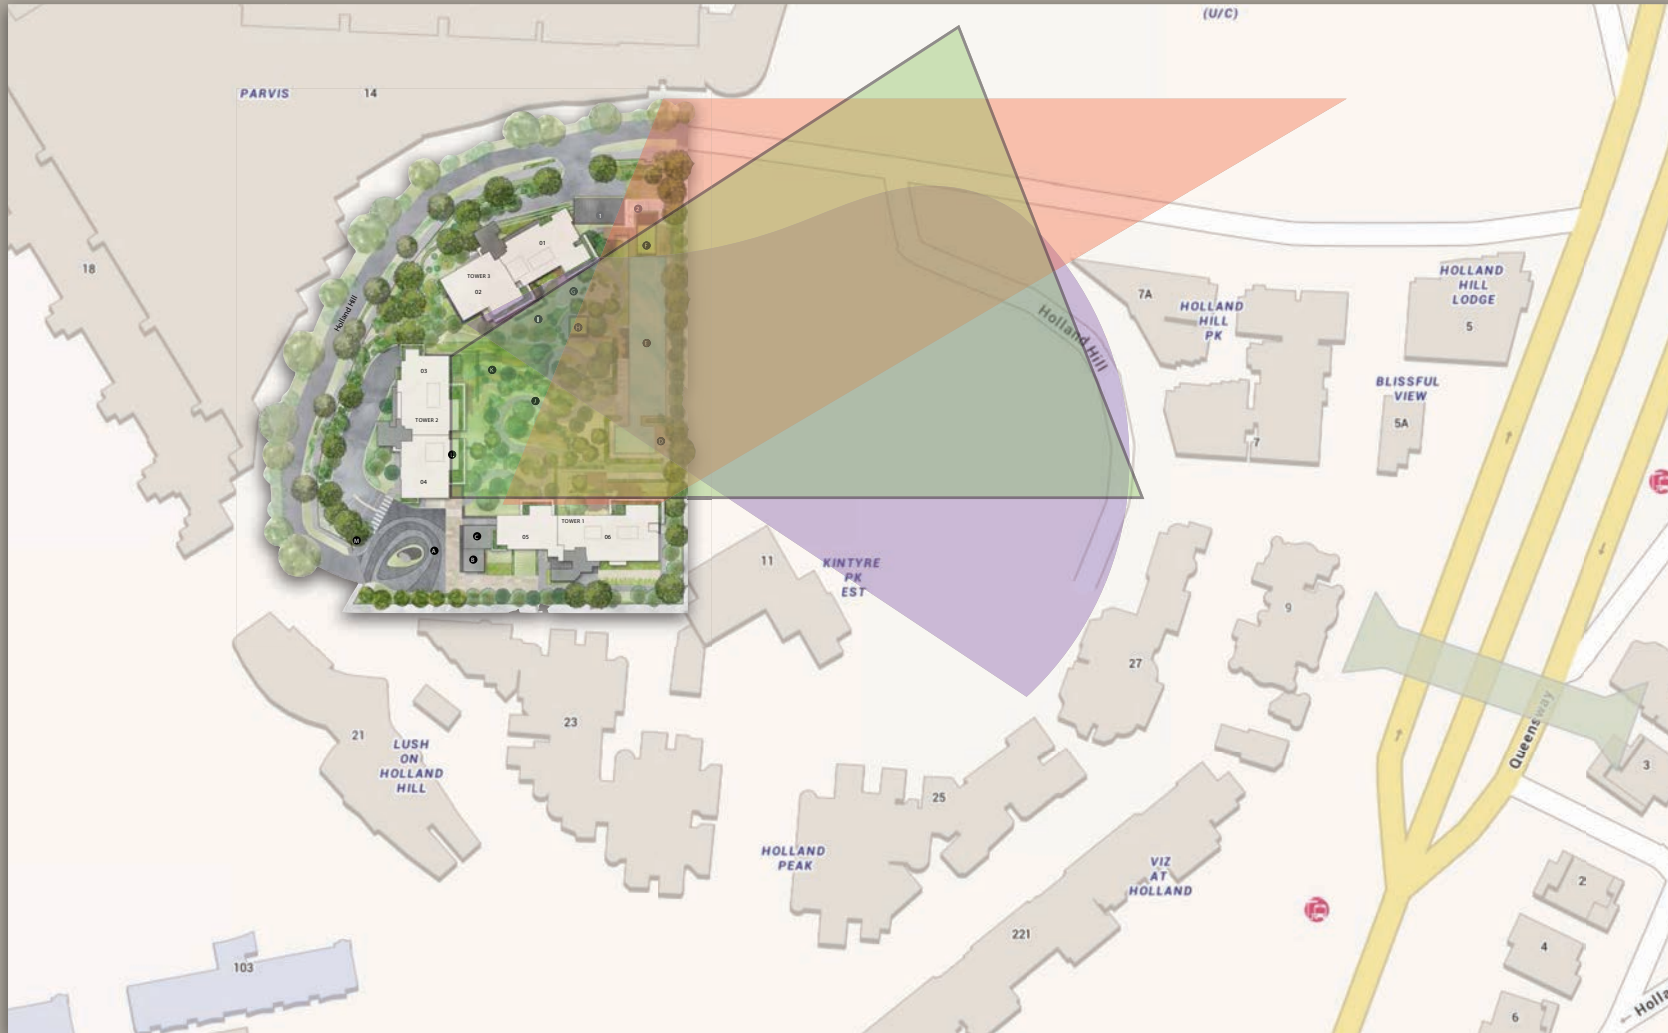 (U/C)
PARVIS
14
18
Holland Hill
1
2
01
F
TOWER 3
02
G
I
H
E
03
K
J
TOWER 2
D
L
04
TOWER 1
05
06
C
B
A
M
Holland Hill
7A
HOLLAND
HILL
PK
HOLLAND
HILL
LODGE
5
BLISSFUL
VIEW
5A
7
11
KINTYRE
PK
EST
9
27
21
LUSH
ON
HOLLAND
HILL
23
25
HOLLAND
PEAK
VIZ
AT
HOLLAND
221
Queensway
3
2
4
6
103